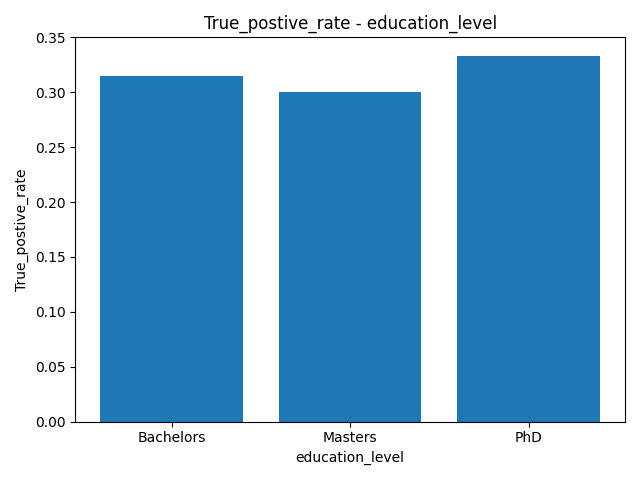 True_postive_rate - education_level
0.35
0.30
0.25
0.20
0.15
0.10
0.05
0.00
True_postive_rate
Bachelors Masters PhD
education_level